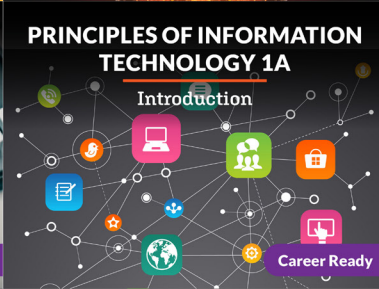 PRINCIPLES OF INFORMATION
TECHNOLOGY 1A
Introduction
Career Ready